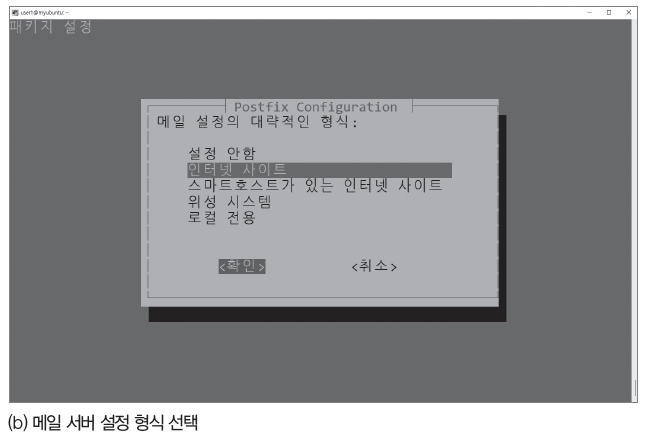 user1@myubuntu: ~
패키지 설정
Postfix Configuration
메일 설정의 대략적인 형식:
설정 안함
인터넷 사이트
스마트호스트가 있는 인터넷 사이트
위성 시스템
로컬 전용
<확인> <취소>
(b) 메일 서버 설정 형식 선택